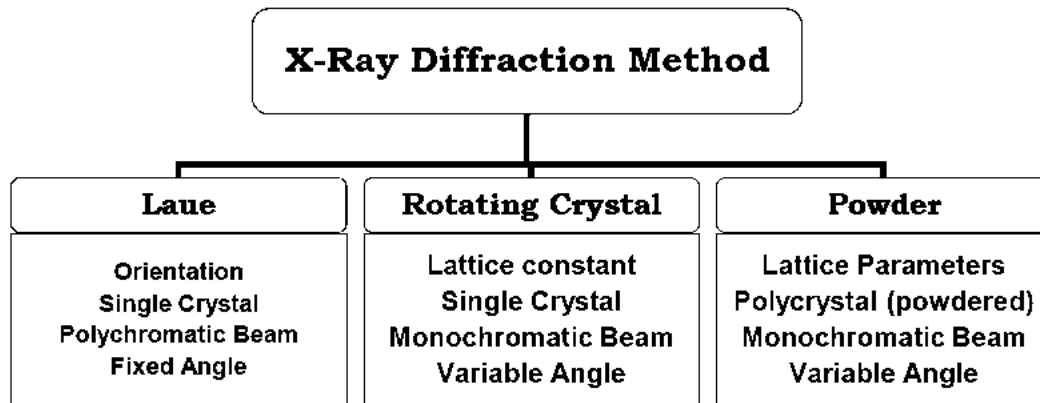 X-Ray Diffraction Method
Laue
Orientation
Single Crystal
Polychromatic Beam
Fixed Angle
Rotating Crystal
Lattice constant
Single Crystal
Monochromatic Beam
Variable Angle
Powder
Lattice Parameters
Polycrystal (powdered)
Monochromatic Beam
Variable Angle